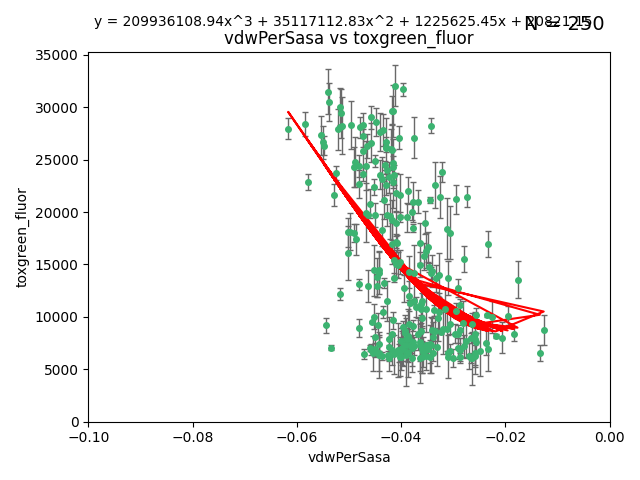 y = 209936108.94x^3 + 35117112.83x^2 + 1225625.45x + 20821.15
N = 250
vdwPerSasa vs toxgreen_fluor
35000
30000
25000
20000
15000
10000
5000
0
toxgreen_fluor
−0.10 −0.08 −0.06 −0.04 −0.02 0.00
vdwPerSasa